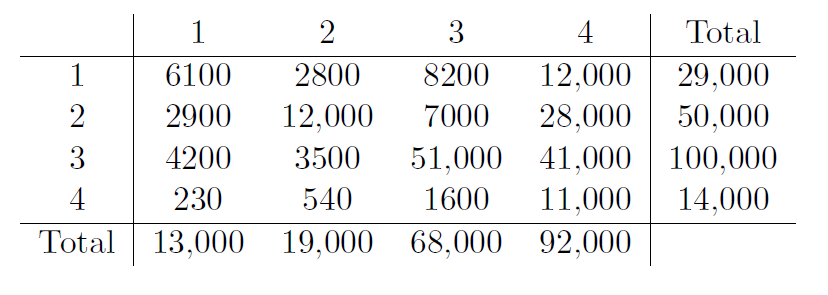 1 2 3 4 Total
1 6100 2800 8200 12,000 29,000
2 2900 12,000 7000 28,000 50,000
3 4200 3500 51,000 41,000 100,000
4 230 540 1600 11,000 14,000
Total 13,000 19,000 68,000 92,000